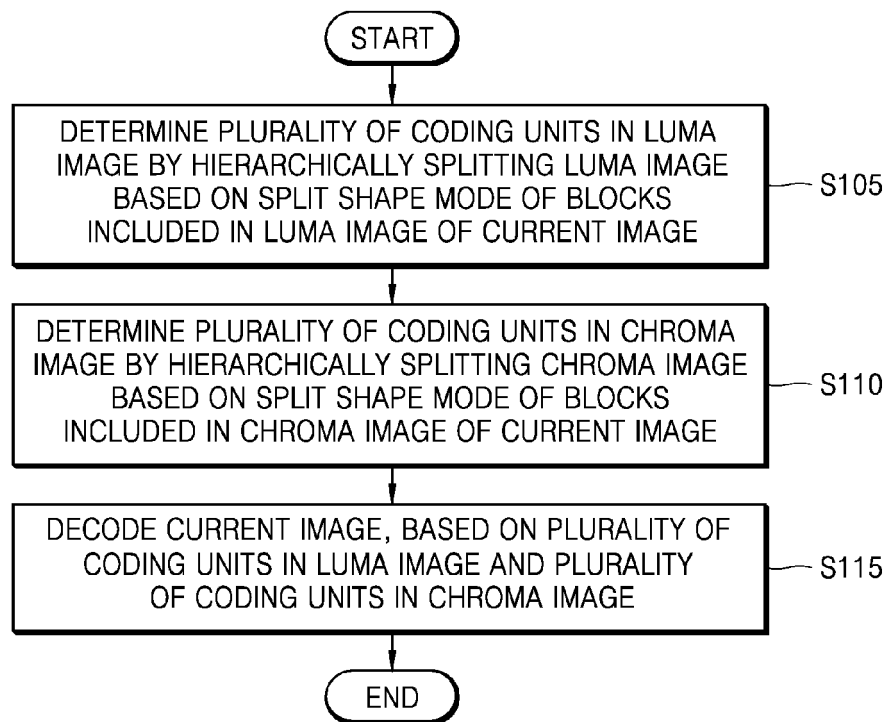 START
DETERMINE PLURALITY OF CODING UNITS IN LUMA
IMAGE BY HIERARCHICALLY SPLITTING LUMA IMAGE
BASED ON SPLIT SHAPE MODE OF BLOCKS
INCLUDED IN LUMA IMAGE OF CURRENT IMAGE
S105
DETERMINE PLURALITY OF CODING UNITS IN CHROMA
IMAGE BY HIERARCHICALLY SPLITTING CHROMA IMAGE
BASED ON SPLIT SHAPE MODE OF BLOCKS
INCLUDED IN CHROMA IMAGE OF CURRENT IMAGE
S110
DECODE CURRENT IMAGE, BASED ON PLURALITY OF
CODING UNITS IN LUMA IMAGE AND PLURALITY
OF CODING UNITS IN CHROMA IMAGE
S115
END